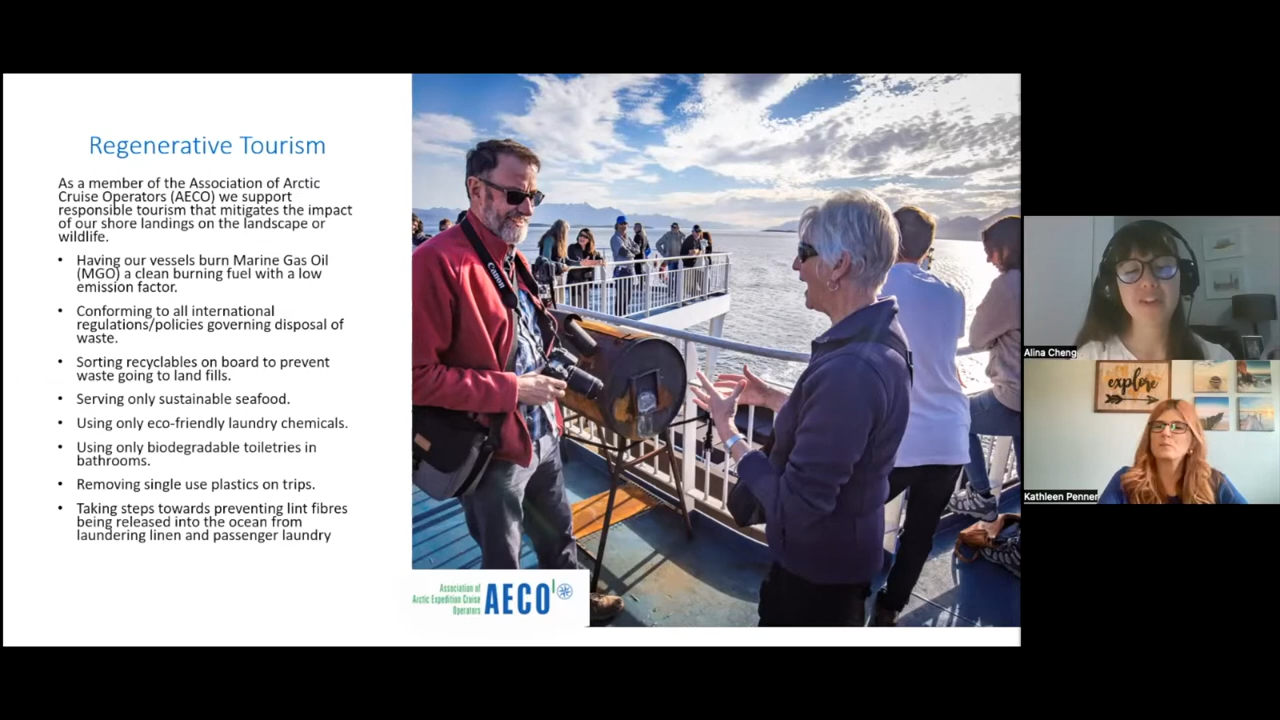 Regenerative Tourism
As a member of the Association of Arctic
Cruise Operators (AECO) we support
responsible tourism that mitigates the impact
of our shore landings on the landscape or
wildlife.
• Having our vessels burn Marine Gas Oil
(MGO) a clean burning fuel with a low
emission factor.
• Conforming to all international
regulations/policies governing disposal of
waste.
• Sorting recyclables on board to prevent
waste going to land fills.
• Serving only sustainable seafood.
• Using only eco-friendly laundry chemicals.
• Using only biodegradable toiletries in
bathrooms.
• Removing single use plastics on trips.
• Taking steps towards preventing lint fibres
being released into the ocean from
laundering linen and passenger laundry
Canon
Association of
Arctic Expedition Cruise
Operators
AECO
Alina Cheng
explore
Kathleen Penner